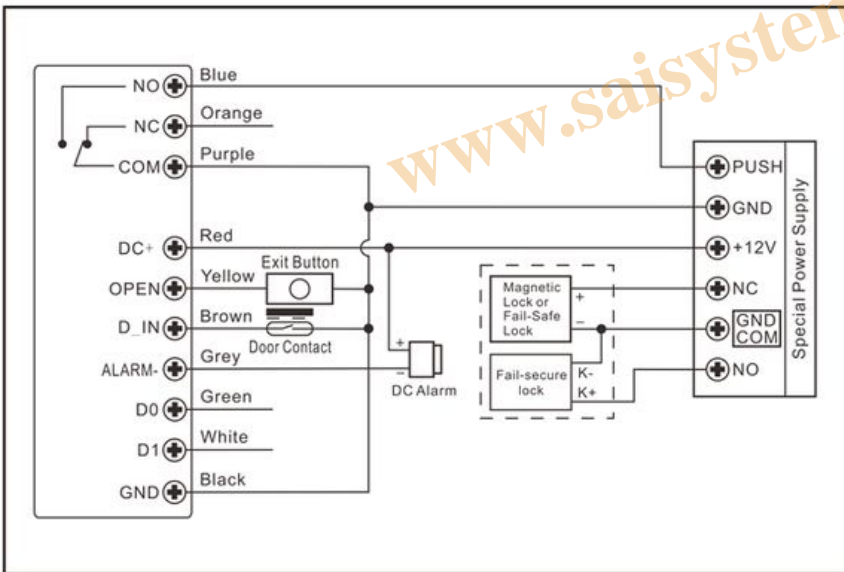 www.saisystem
NO
Blue
NC
Orange
COM
Purple
DC+
Red
OPEN
Yellow
Exit Button
D_IN
Brown
Door Contact
ALARM-
Grey
+
−
DC Alarm
D0
Green
D1
White
GND
Black
Magnetic
Lock or
Fail-Safe
Lock
+
−
Fail-secure
lock
K-
K+
PUSH
GND
+12V
NC
GND
COM
NO
Special Power Supply